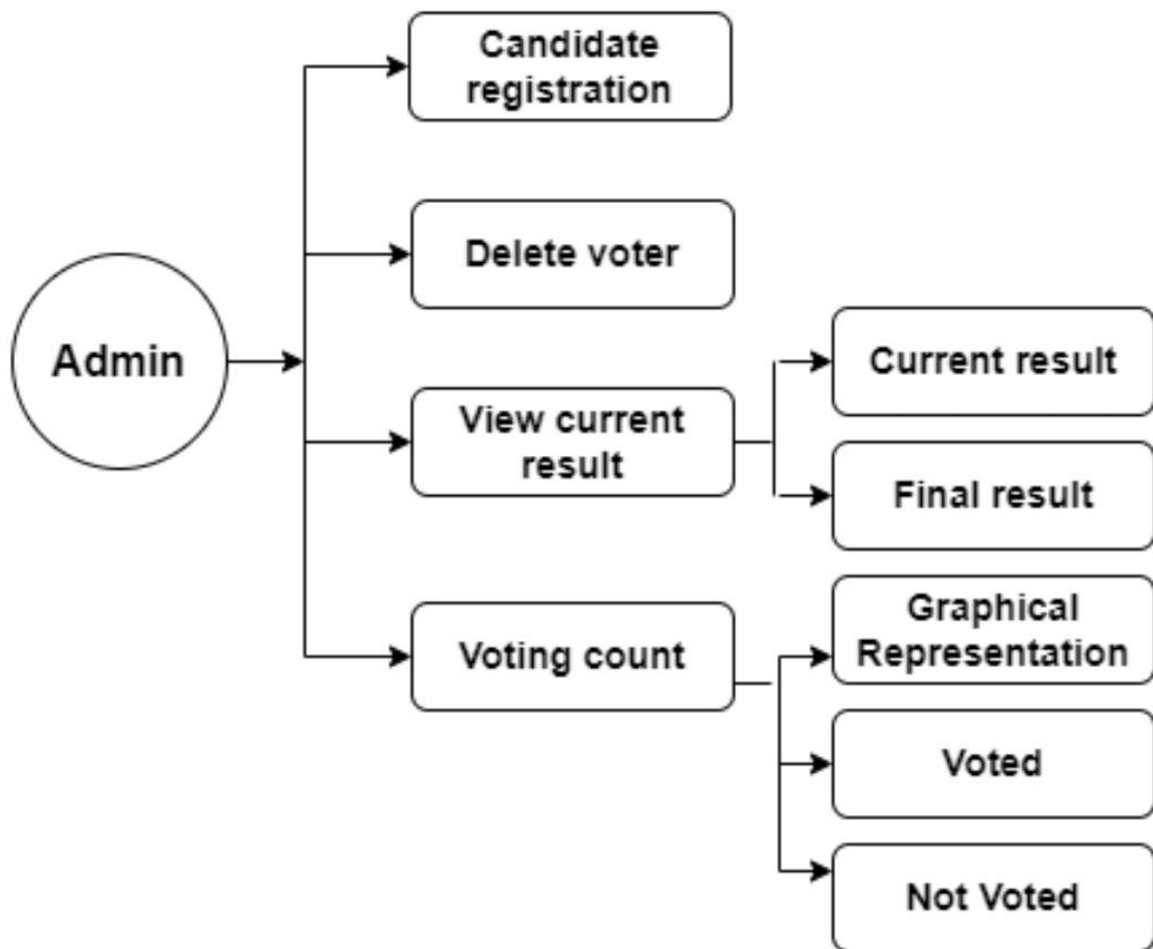 Candidate
registration
Delete voter
Admin
View current
result
Current result
Final result
Voting count
Graphical
Representation
Voted
Not Voted